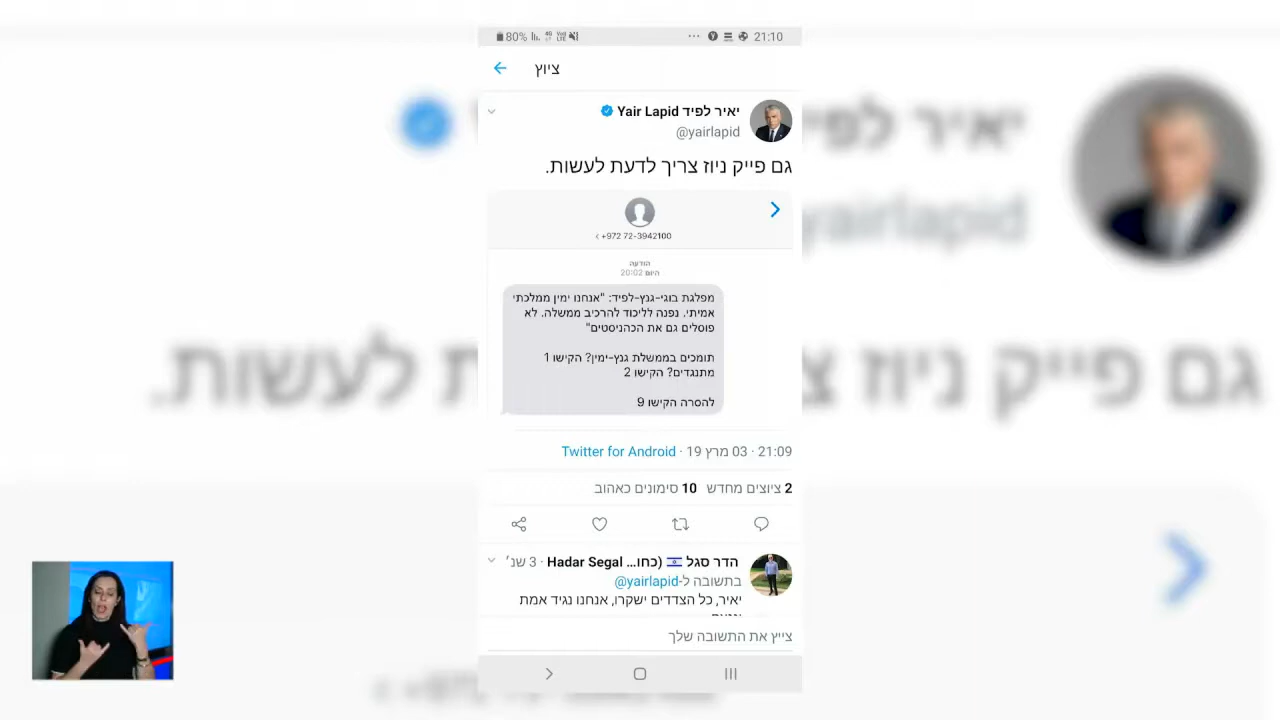 80%
21:10
ציוץ
יאיר לפיד Yair Lapid
@yairlapid
גם פייק ניוז צריך לדעת לעשות.
+972 72-3942100
הודעה
היום 20:02
מפלגת בוגי-גנץ-לפיד: "אנחנו ימין ממלכתי
אמיתי. נפנה לליכוד להרכיב ממשלה. לא
פוסלים גם את הכהניסטים"
תומכים בממשלת גנץ-ימין? הקישו 1
מתנגדים? הקישו 2
להסרה הקישו 9
21:09 · 03 מרץ 19 · Twitter for Android
2 ציוצים מחדש 10 סימונים כאהוב
הדר סגל Hadar Segal (כחו... · 3 שנ׳
בתשובה ל-@yairlapid
יאיר, כל הצדדים ישקרו, אנחנו נגיד אמת
צייץ את התשובה שלך